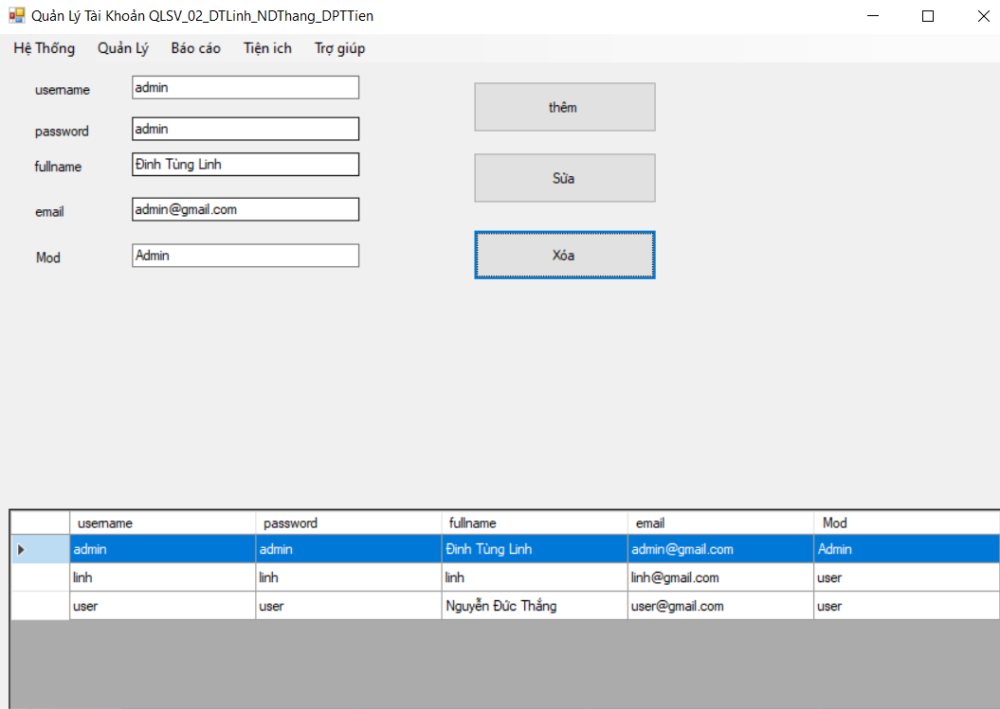 Quản Lý Tài Khoản QLSV_02_DTLinh_NDThang_DPTTien
Hệ Thống Quản Lý Báo cáo Tiện ich Trợ giúp
username admin
thêm
password admin
fullname Đinh Tùng Linh
Sửa
email admin@gmail.com
Mod Admin
Xóa
username password fullname email Mod
admin admin Đinh Tùng Linh admin@gmail.com Admin
linh linh linh linh@gmail.com user
user user Nguyễn Đức Thắng user@gmail.com user